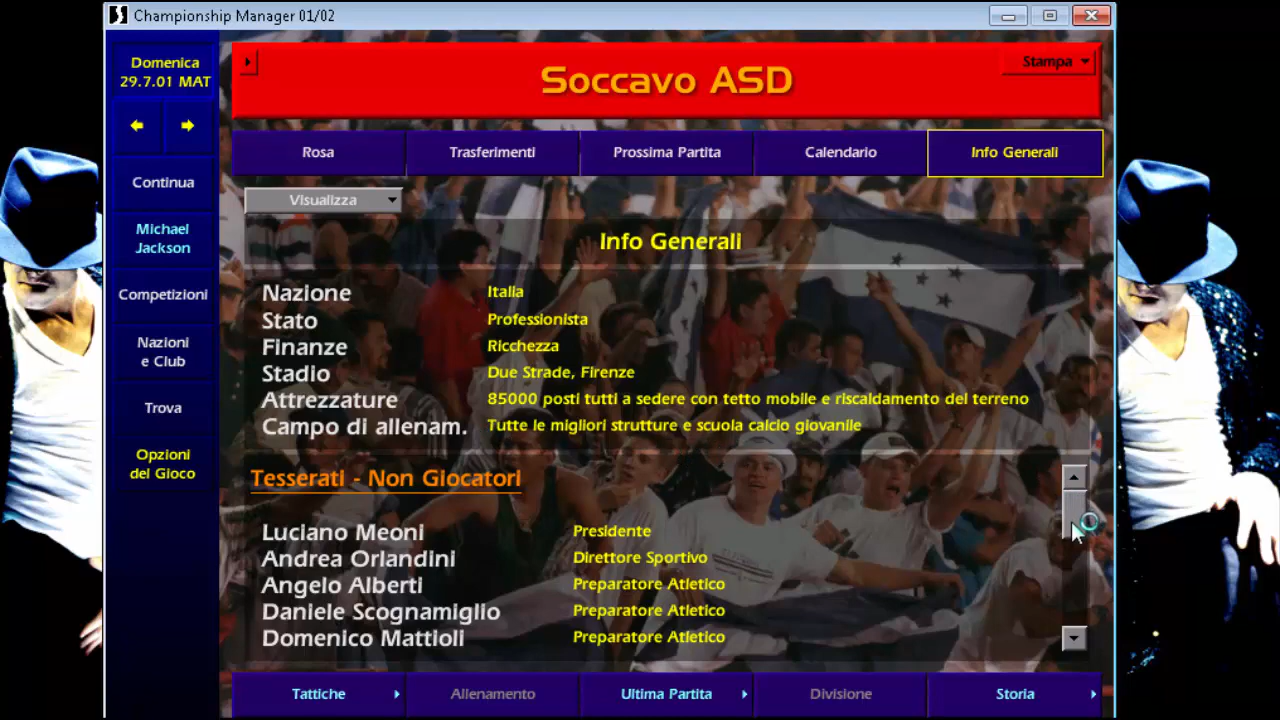 Championship Manager 01/02
Domenica
29.7.01 MAT
Continua
Michael
Jackson
Competizioni
Nazioni
e Club
Trova
Opzioni
del Gioco
Soccavo ASD
Stampa
Rosa
Trasferimenti
Prossima Partita
Calendario
Info Generali
Visualizza
Info Generali
Nazione Italia
Stato Professionista
Finanze Ricchezza
Stadio Due Strade, Firenze
Attrezzature 85000 posti tutti a sedere con tetto mobile e riscaldamento del terreno
Campo di allenam. Tutte le migliori strutture e scuola calcio giovanile
Tesserati - Non Giocatori
Luciano Meoni Presidente
Andrea Orlandini Direttore Sportivo
Angelo Alberti Preparatore Atletico
Daniele Scognamiglio Preparatore Atletico
Domenico Mattioli Preparatore Atletico
Tattiche
Allenamento
Ultima Partita
Divisione
Storia